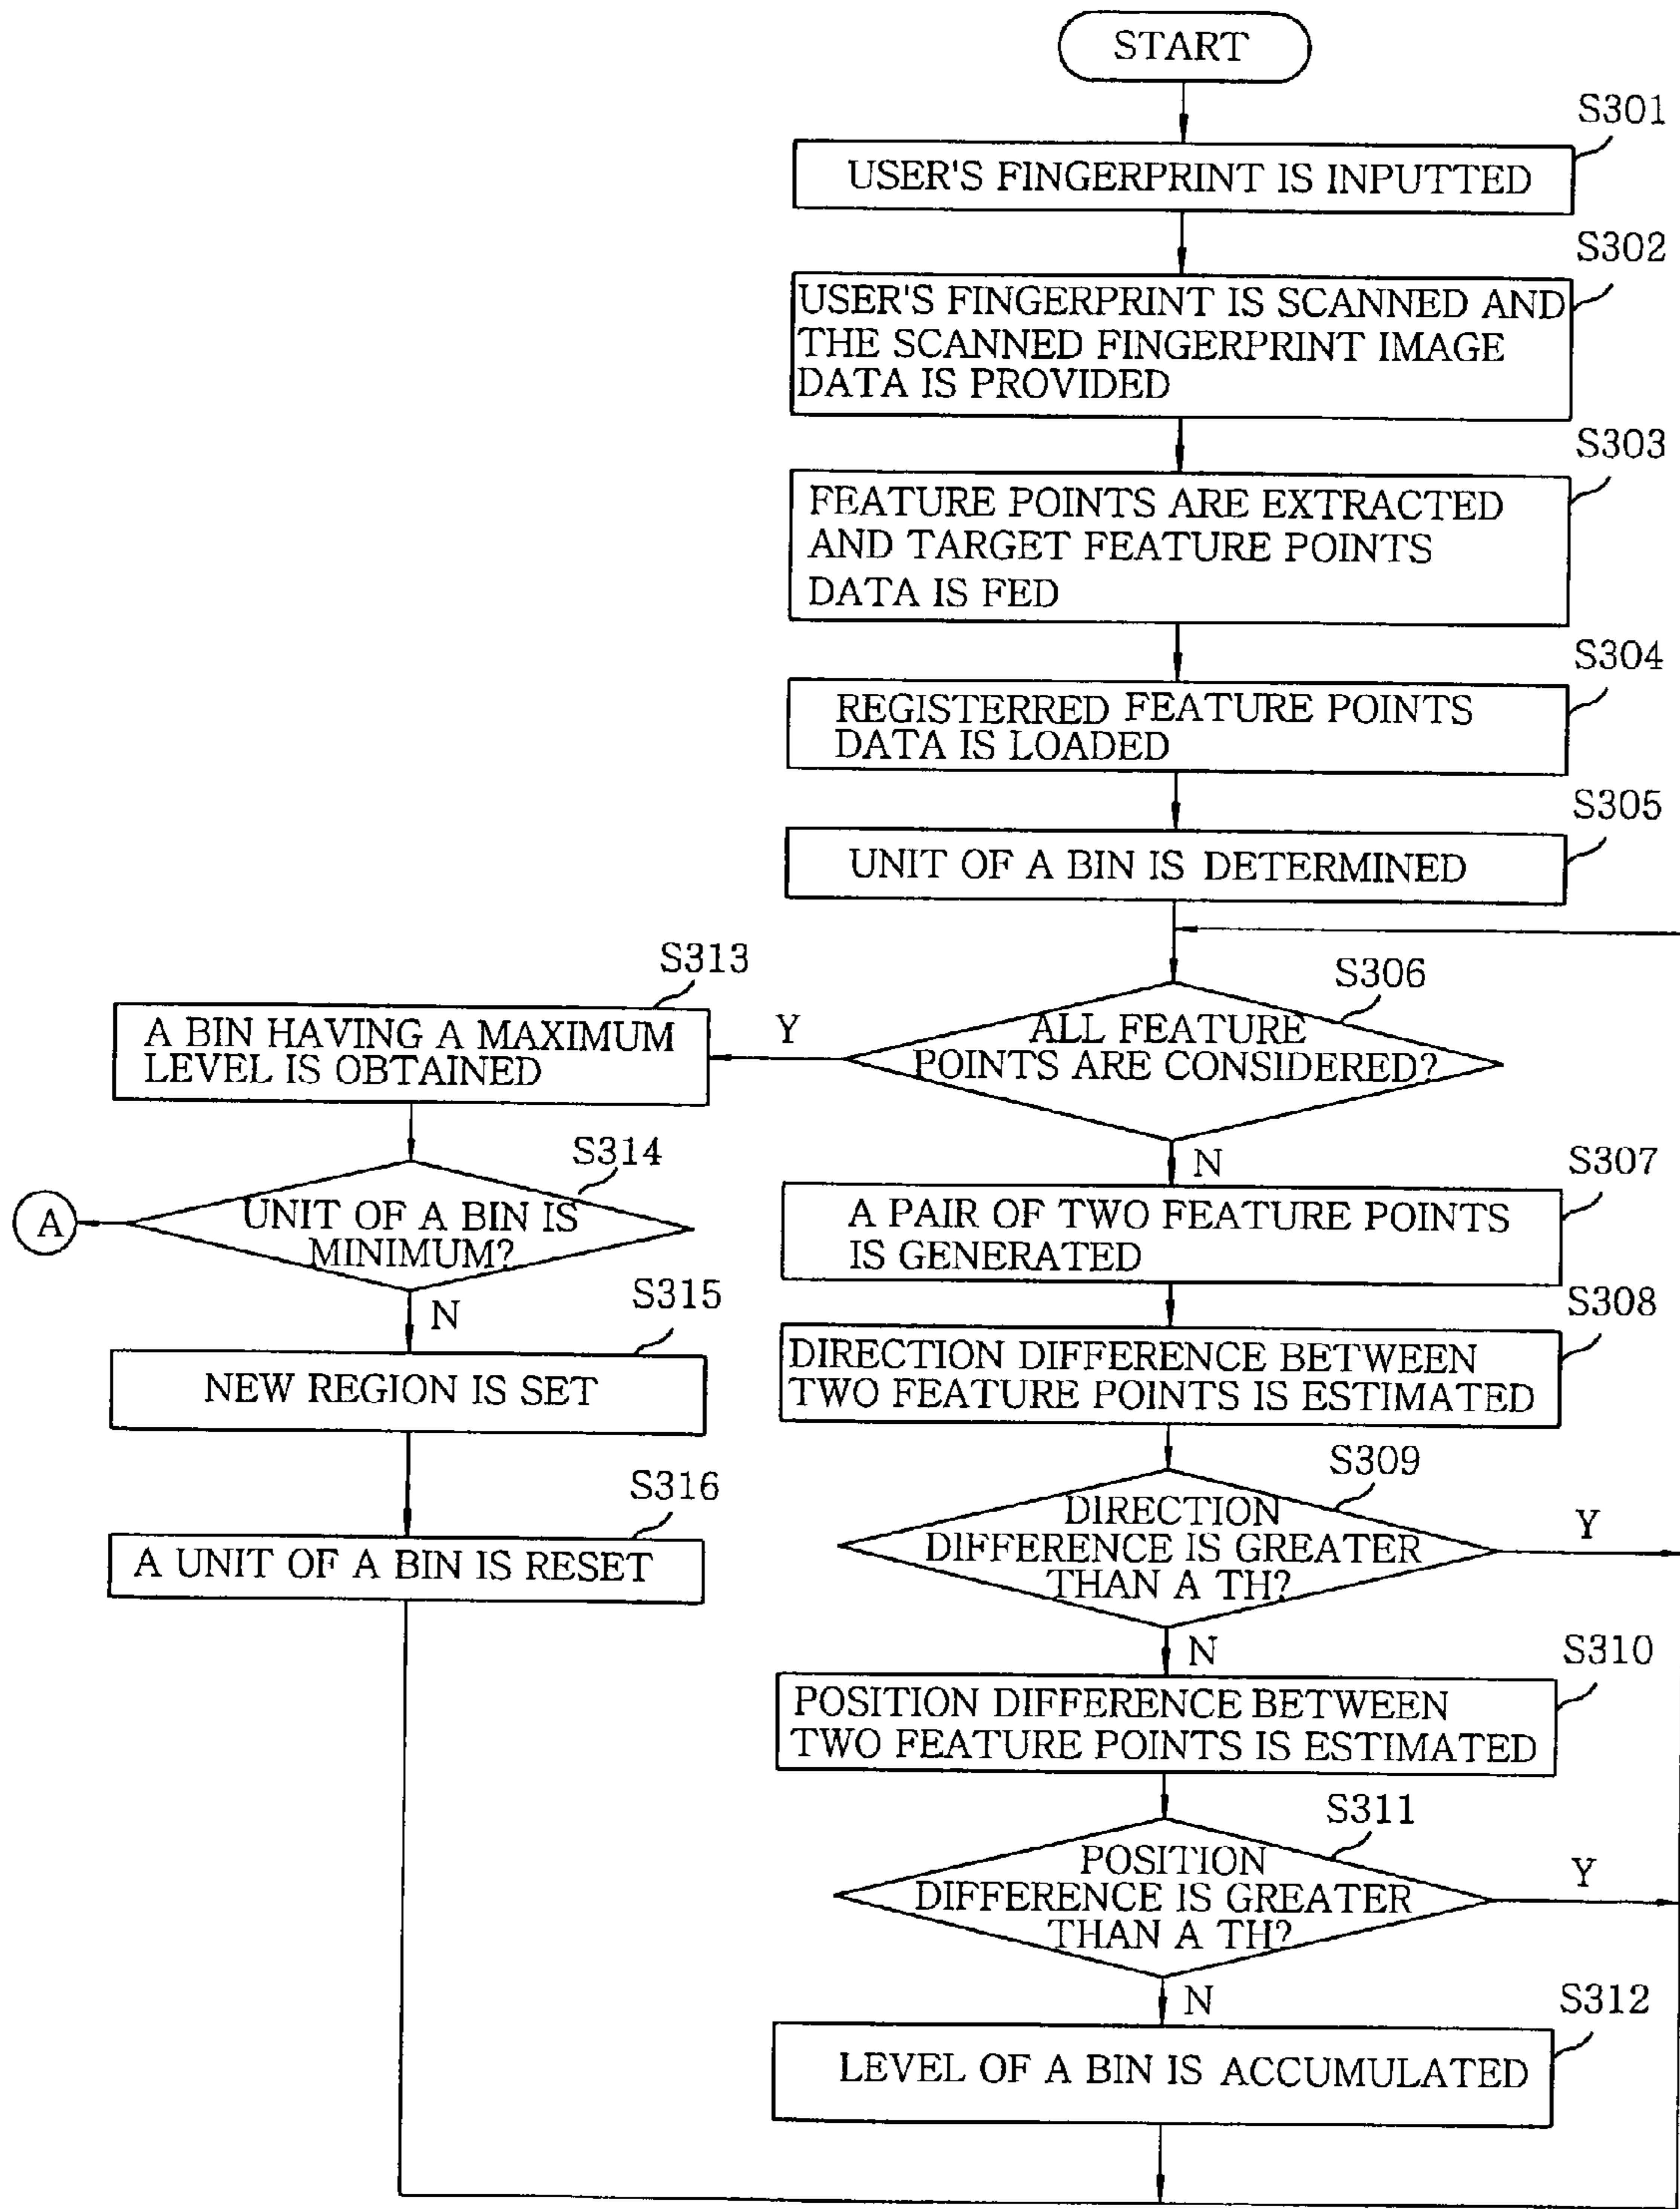 START
S301
USER'S FINGERPRINT IS INPUTTED
S302
USER'S FINGERPRINT IS SCANNED AND
THE SCANNED FINGERPRINT IMAGE
DATA IS PROVIDED
S303
FEATURE POINTS ARE EXTRACTED
AND TARGET FEATURE POINTS
DATA IS FED
S304
REGISTERRED FEATURE POINTS
DATA IS LOADED
S305
UNIT OF A BIN IS DETERMINED
S306
ALL FEATURE
POINTS ARE CONSIDERED?
Y
N
S313
A BIN HAVING A MAXIMUM
LEVEL IS OBTAINED
S314
UNIT OF A BIN IS
MINIMUM?
A
N
S315
NEW REGION IS SET
S316
A UNIT OF A BIN IS RESET
S307
A PAIR OF TWO FEATURE POINTS
IS GENERATED
S308
DIRECTION DIFFERENCE BETWEEN
TWO FEATURE POINTS IS ESTIMATED
S309
DIRECTION
DIFFERENCE IS GREATER
THAN A TH?
Y
N
S310
POSITION DIFFERENCE BETWEEN
TWO FEATURE POINTS IS ESTIMATED
S311
POSITION
DIFFERENCE IS GREATER
THAN A TH?
Y
N
S312
LEVEL OF A BIN IS ACCUMULATED